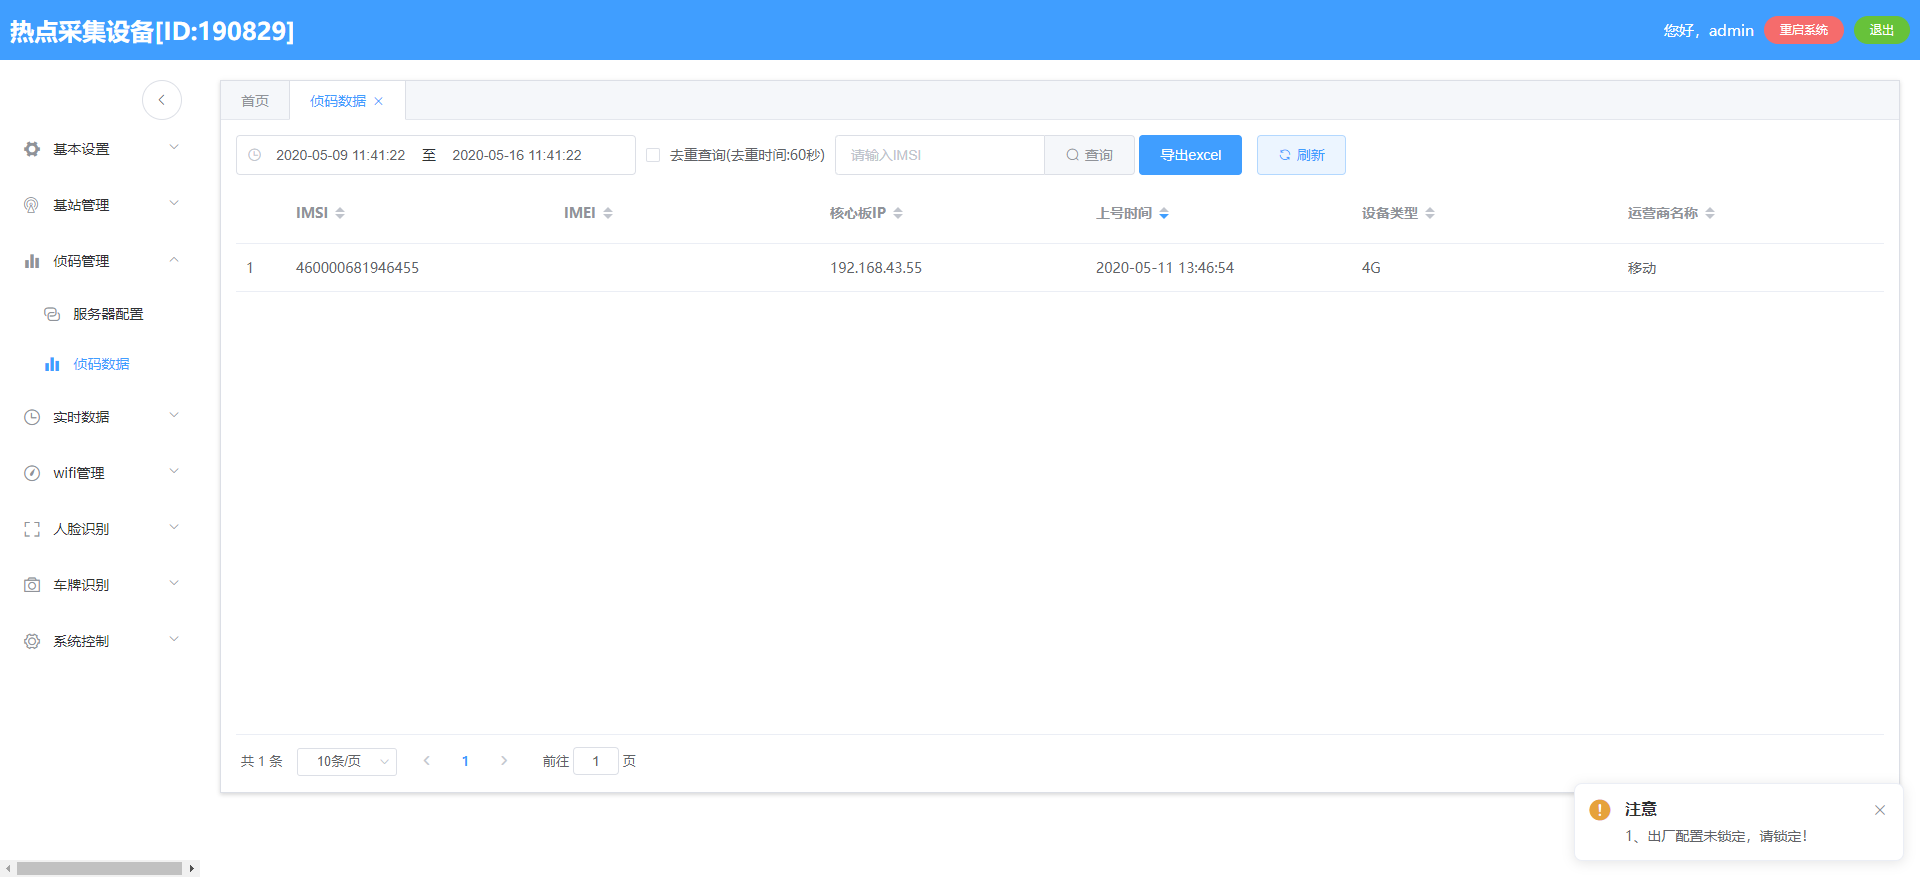 热点采集设备[ID:190829]
您好，admin 重启系统 退出
首页 侦码数据
基本设置
基站管理
侦码管理
服务器配置
侦码数据
实时数据
wifi管理
人脸识别
车牌识别
系统控制
2020-05-09 11:41:22 至 2020-05-16 11:41:22 去重查询(去重时间:60秒) 请输入IMSI 查询 导出excel 刷新
IMSI IMEI 核心板IP 上号时间 设备类型 运营商名称
1 460000681946455 192.168.43.55 2020-05-11 13:46:54 4G 移动
共 1 条 10条/页 1 前往 1 页
注意
1、出厂配置未锁定，请锁定！